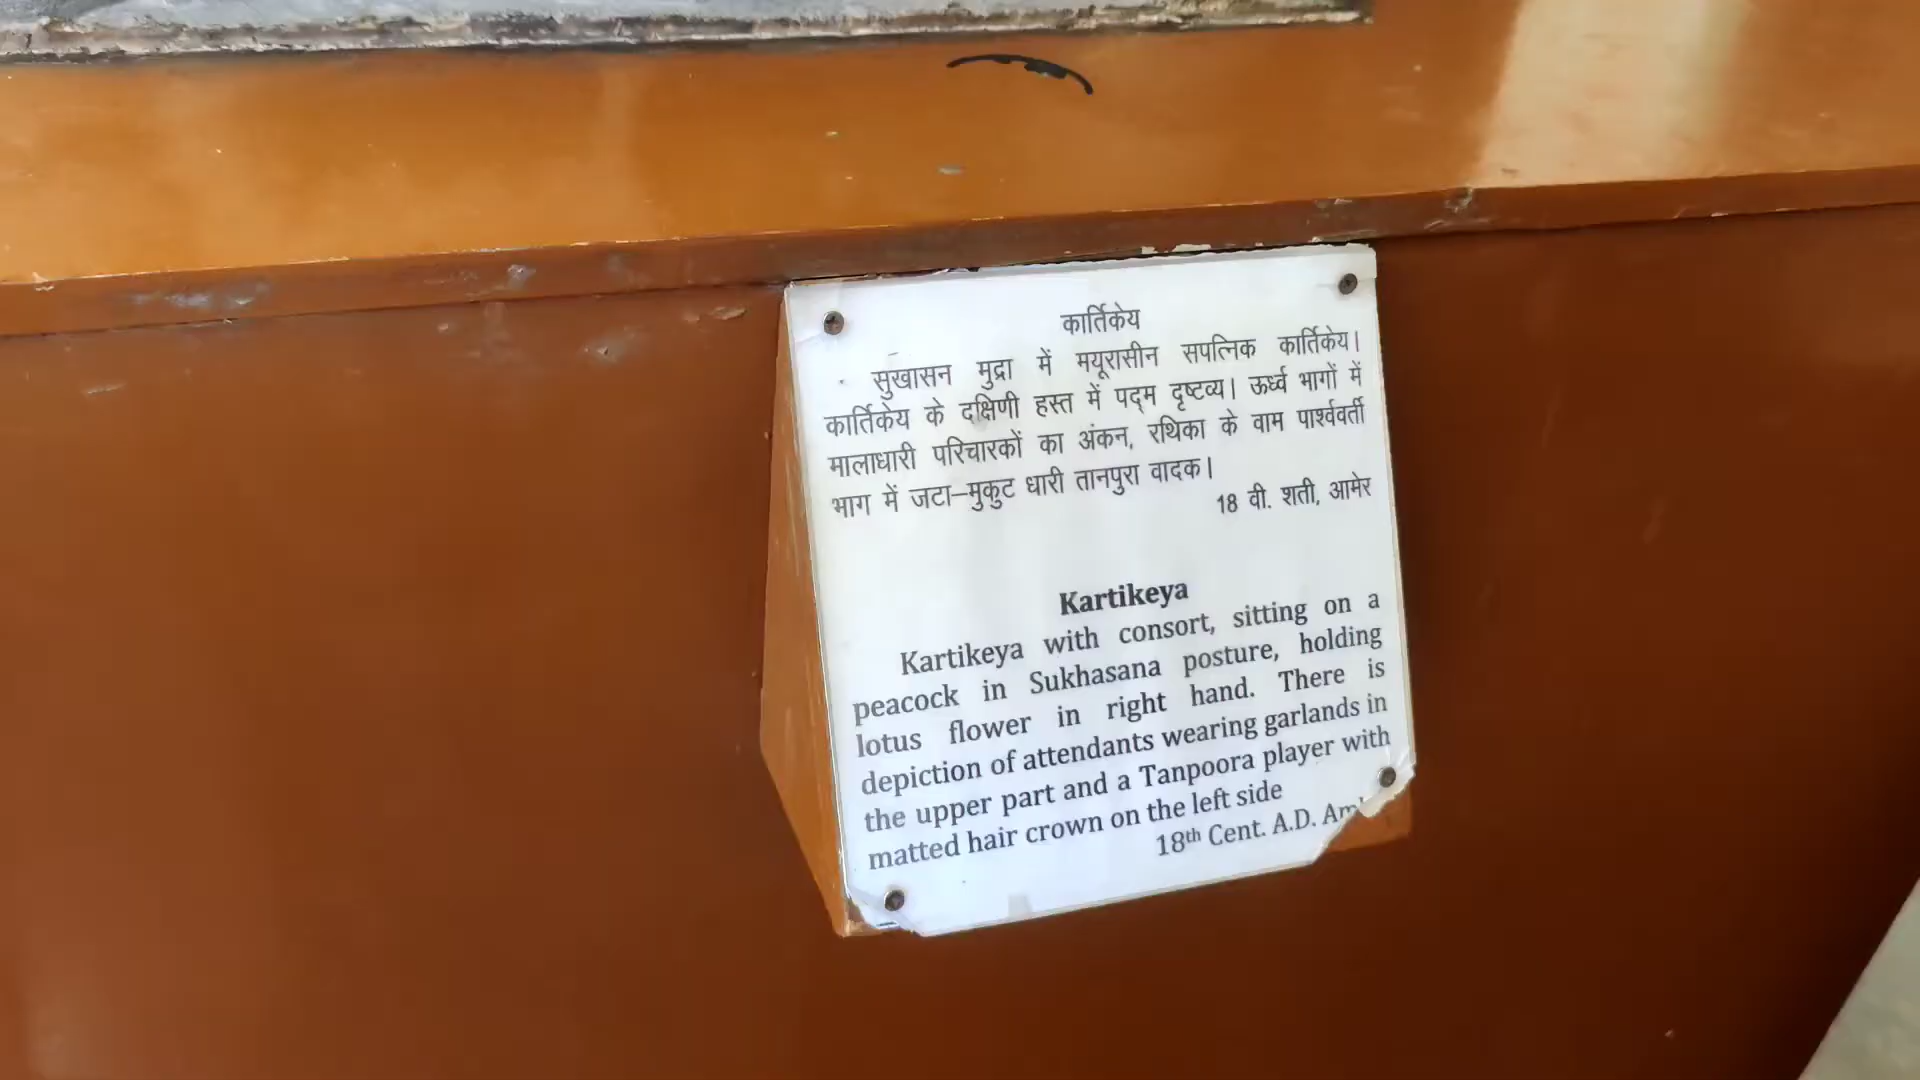 कार्तिकेय
सुखासन मुद्रा में मयूरासीन सपत्निक कार्तिकेय।
कार्तिकेय के दक्षिणी हस्त में पद्म दृष्टव्य। ऊर्ध्व भागों में
मालाधारी परिचारकों का अंकन, रथिका के वाम पार्श्ववर्ती
भाग में जटा–मुकुट धारी तानपुरा वादक।
18 वी. शती, आमेर
Kartikeya
Kartikeya with consort, sitting on a
peacock in Sukhasana posture, holding
lotus flower in right hand. There is
depiction of attendants wearing garlands in
the upper part and a Tanpoora player with
matted hair crown on the left side
18th Cent. A.D.